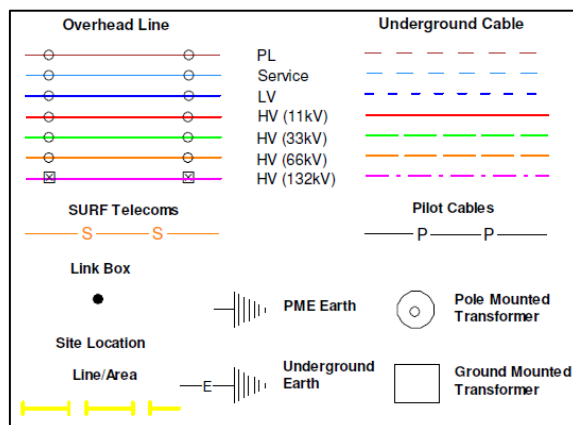 Overhead Line
Underground Cable
PL
Service
LV
HV (11kV)
HV (33kV)
HV (66kV)
HV (132kV)
SURF Telecoms
Pilot Cables
S S
P P
Link Box
PME Earth
Pole Mounted
Transformer
Site Location
Line/Area
E
Underground
Earth
Ground Mounted
Transformer